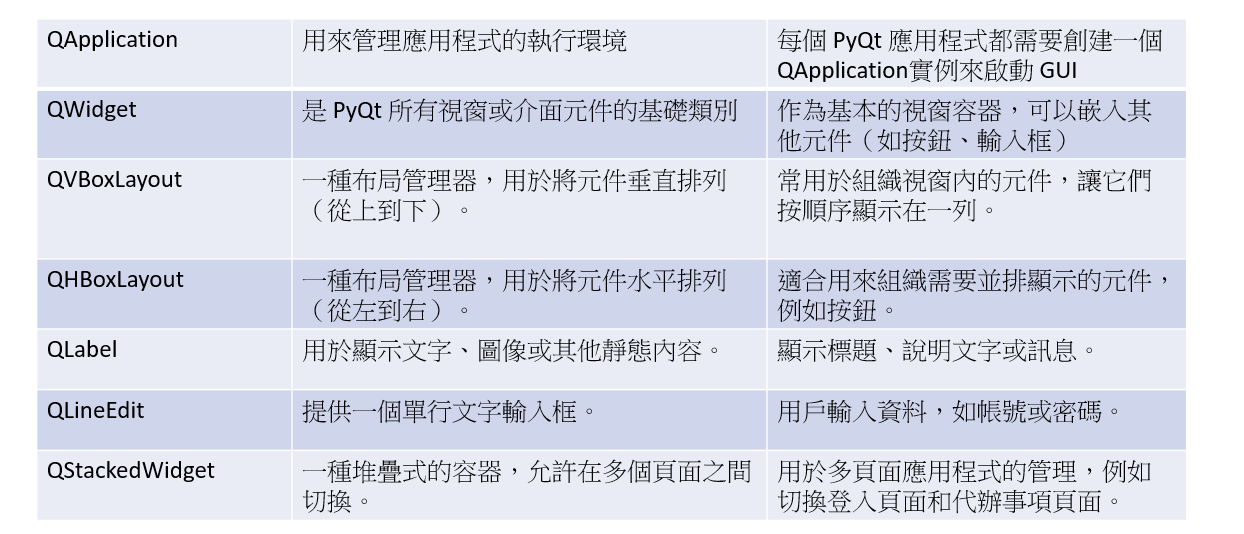 QApplication
用來管理應用程式的執行環境
每個 PyQt 應用程式都需要創建一個
QApplication實例來啟動 GUI
QWidget
是 PyQt 所有視窗或介面元件的基礎類別
作為基本的視窗容器，可以嵌入其
他元件（如按鈕、輸入框）
QVBoxLayout
一種布局管理器，用於將元件垂直排列
（從上到下）。
常用於組織視窗內的元件，讓它們
按順序顯示在一列。
QHBoxLayout
一種布局管理器，用於將元件水平排列
（從左到右）。
適合用來組織需要並排顯示的元件，
例如按鈕。
QLabel
用於顯示文字、圖像或其他靜態內容。
顯示標題、說明文字或訊息。
QLineEdit
提供一個單行文字輸入框。
用戶輸入資料，如帳號或密碼。
QStackedWidget
一種堆疊式的容器，允許在多個頁面之間
切換。
用於多頁面應用程式的管理，例如
切換登入頁面和代辦事項頁面。